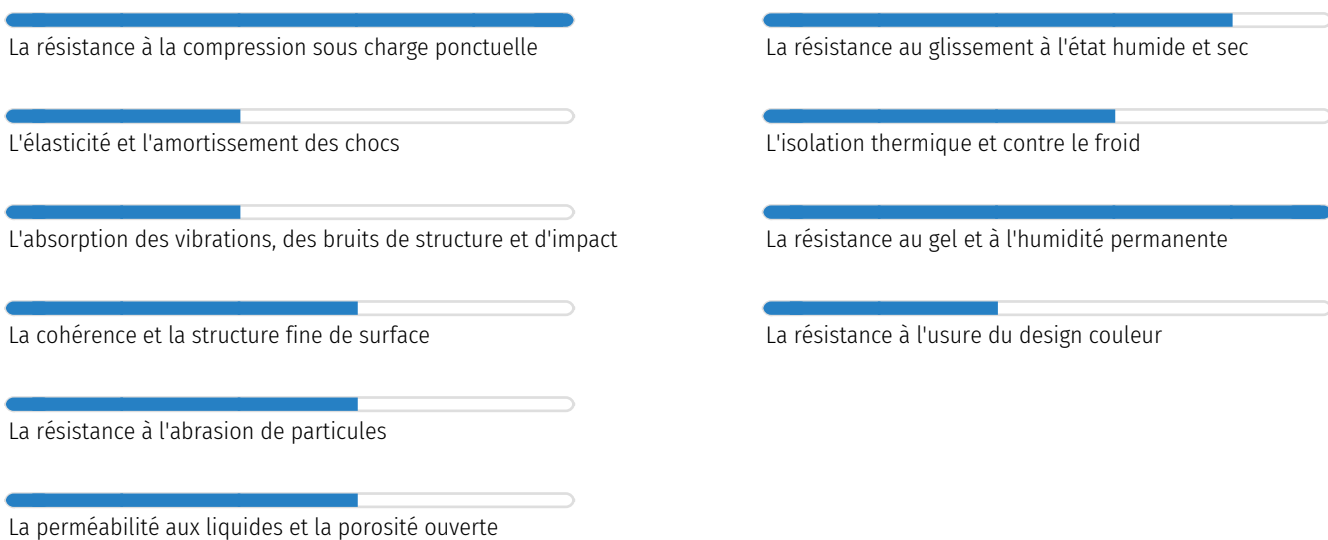 La résistance à la compression sous charge ponctuelle
L'élasticité et l'amortissement des chocs
L'absorption des vibrations, des bruits de structure et d'impact
La cohérence et la structure fine de surface
La résistance à l'abrasion de particules
La perméabilité aux liquides et la porosité ouverte
La résistance au glissement à l'état humide et sec
L'isolation thermique et contre le froid
La résistance au gel et à l'humidité permanente
La résistance à l'usure du design couleur